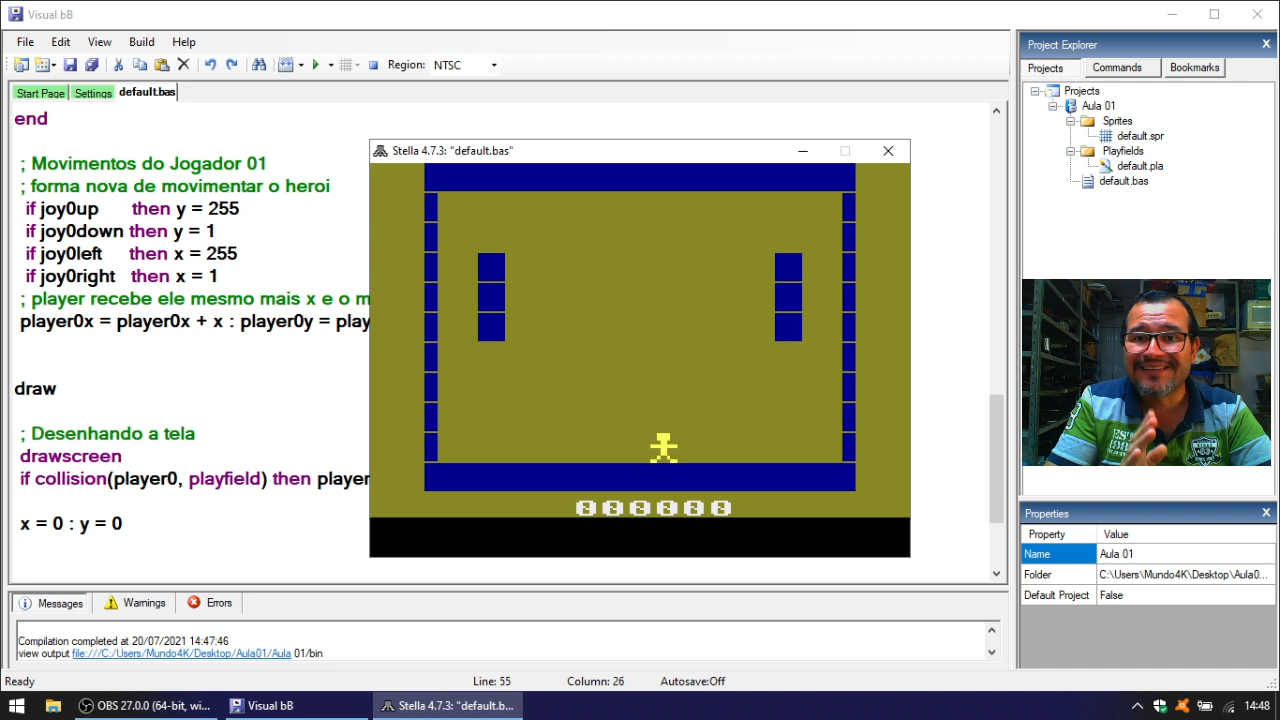 Visual bB
File Edit View Build Help
Region: NTSC
Start Page Settings default.bas
end
; Movimentos do Jogador 01
; forma nova de movimentar o heroi
if joy0up then y = 255
if joy0down then y = 1
if joy0left then x = 255
if joy0right then x = 1
; player recebe ele mesmo mais x e o m
player0x = player0x + x : player0y = play
draw
; Desenhando a tela
drawscreen
if collision(player0, playfield) then player
x = 0 : y = 0
Stella 4.7.3: "default.bas"
000000
Project Explorer
Projects Commands Bookmarks
Projects
Aula 01
Sprites
default.spr
Playfields
default.pla
default.bas
Properties
Property Value
Name Aula 01
Folder C:\Users\Mundo4K\Desktop\Aula0...
Default Project False
Messages Warnings Errors
Compilation completed at 20/07/2021 14:47:46
view output file:///C:/Users/Mundo4K/Desktop/Aula01/Aula 01/bin
Ready Line: 55 Column: 26 Autosave:Off
OBS 27.0.0 (64-bit, wi... Visual bB Stella 4.7.3: "default.b... 14:48